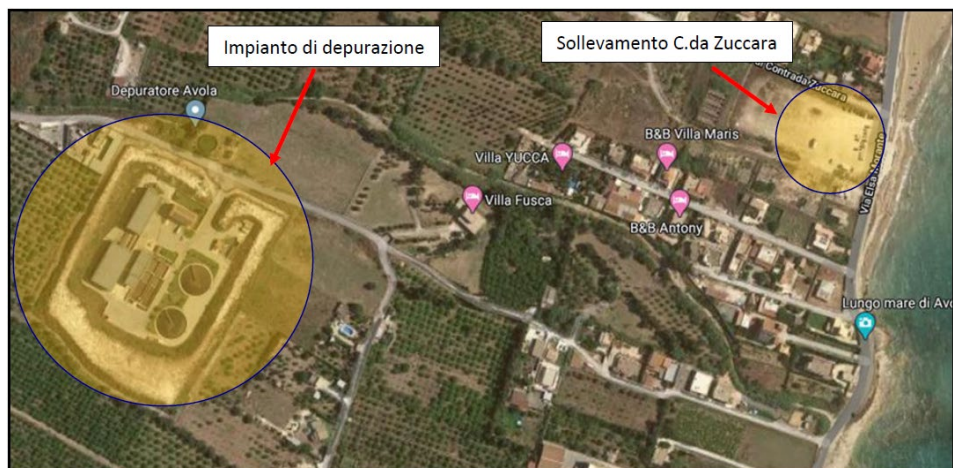 Impianto di depurazione
Sollevamento C.da Zuccara
Depuratore Avola
Contrada Zuccara
B&B Villa Maris
Villa YUCCA
Villa Fusca
B&B Antony
Via Elsa Morante
Lungo mare di Avo